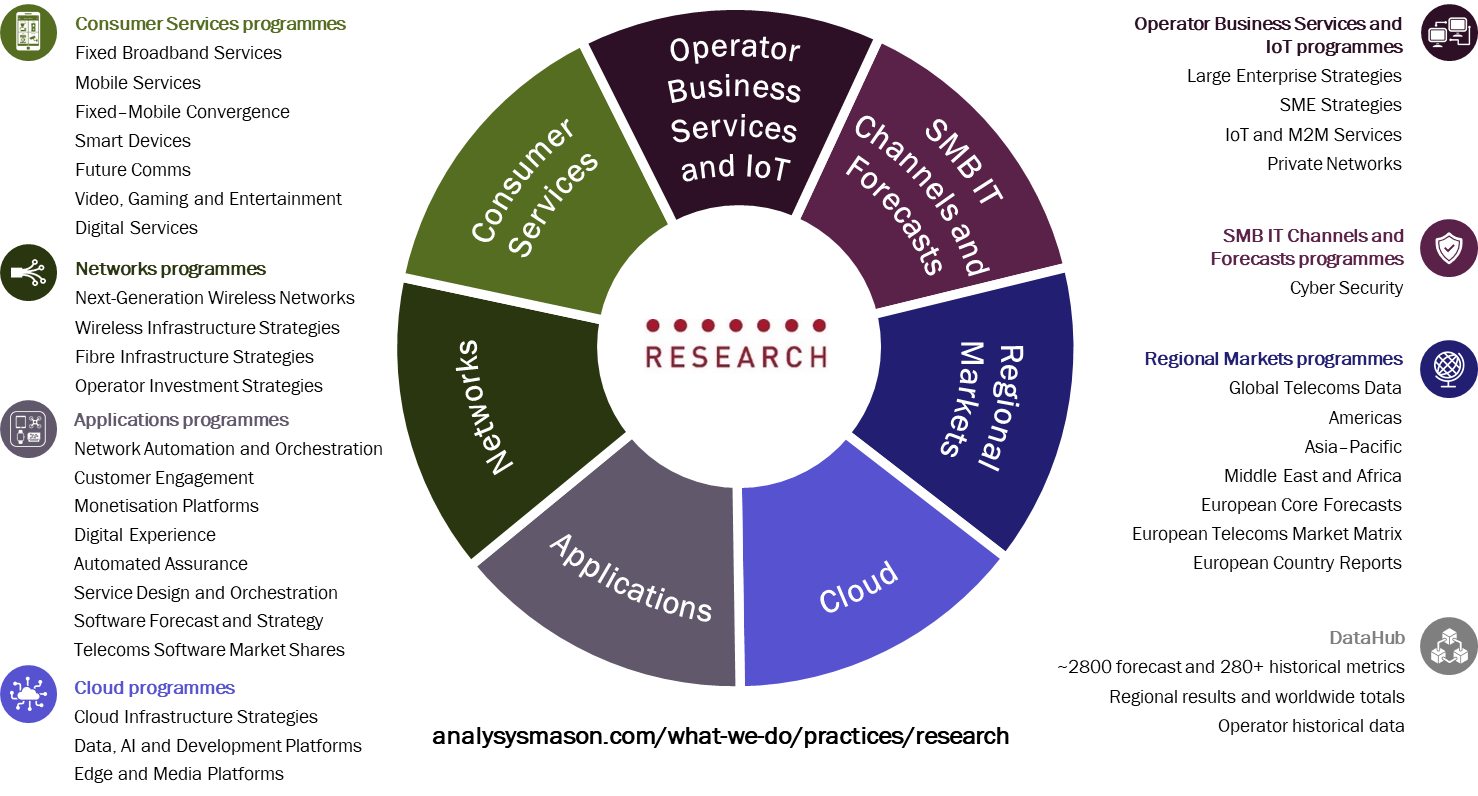 Consumer Services programmes
Fixed Broadband Services
Mobile Services
Fixed–Mobile Convergence
Smart Devices
Future Comms
Video, Gaming and Entertainment
Digital Services
Networks programmes
Next-Generation Wireless Networks
Wireless Infrastructure Strategies
Fibre Infrastructure Strategies
Operator Investment Strategies
Applications programmes
Network Automation and Orchestration
Customer Engagement
Monetisation Platforms
Digital Experience
Automated Assurance
Service Design and Orchestration
Software Forecast and Strategy
Telecoms Software Market Shares
Cloud programmes
Cloud Infrastructure Strategies
Data, AI and Development Platforms
Edge and Media Platforms
Operator
Business
Services
and IoT
SMB IT
Channels and
Forecasts
Regional
Markets
Cloud
Applications
Networks
Consumer
Services
RESEARCH
analysysmason.com/what-we-do/practices/research
Operator Business Services and
IoT programmes
Large Enterprise Strategies
SME Strategies
IoT and M2M Services
Private Networks
SMB IT Channels and
Forecasts programmes
Cyber Security
Regional Markets programmes
Global Telecoms Data
Americas
Asia–Pacific
Middle East and Africa
European Core Forecasts
European Telecoms Market Matrix
European Country Reports
DataHub
~2800 forecast and 280+ historical metrics
Regional results and worldwide totals
Operator historical data